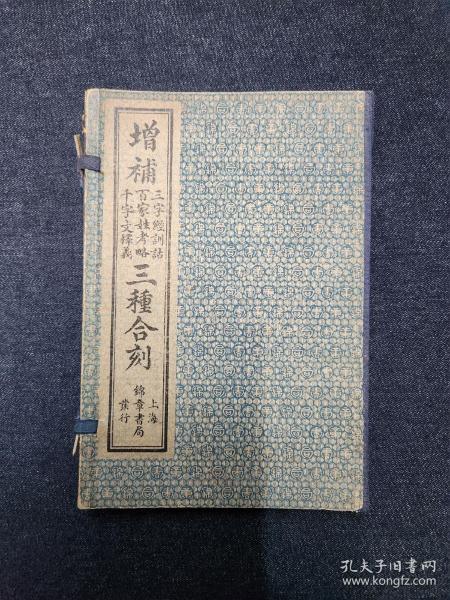 增補
三字經訓詁
百家姓考略
千字文釋義
三種合刻
上海
錦章書局
發行
孔夫子旧书网
www.kongfz.com